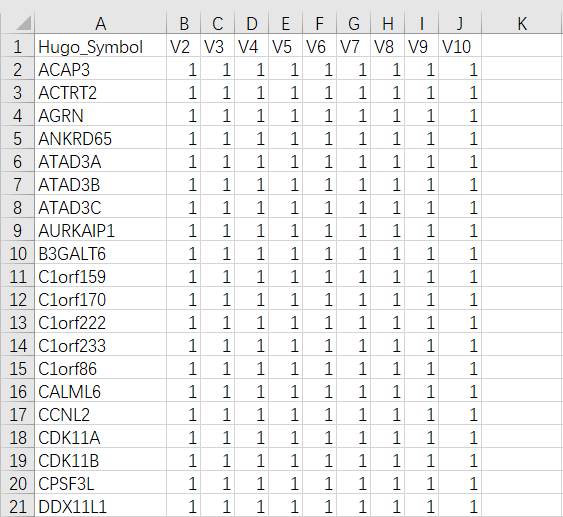 A B C D E F G H I J K
1 Hugo_Symbol V2 V3 V4 V5 V6 V7 V8 V9 V10
2 ACAP3 1 1 1 1 1 1 1 1 1
3 ACTRT2 1 1 1 1 1 1 1 1 1
4 AGRN 1 1 1 1 1 1 1 1 1
5 ANKRD65 1 1 1 1 1 1 1 1 1
6 ATAD3A 1 1 1 1 1 1 1 1 1
7 ATAD3B 1 1 1 1 1 1 1 1 1
8 ATAD3C 1 1 1 1 1 1 1 1 1
9 AURKAIP1 1 1 1 1 1 1 1 1 1
10 B3GALT6 1 1 1 1 1 1 1 1 1
11 C1orf159 1 1 1 1 1 1 1 1 1
12 C1orf170 1 1 1 1 1 1 1 1 1
13 C1orf222 1 1 1 1 1 1 1 1 1
14 C1orf233 1 1 1 1 1 1 1 1 1
15 C1orf86 1 1 1 1 1 1 1 1 1
16 CALML6 1 1 1 1 1 1 1 1 1
17 CCNL2 1 1 1 1 1 1 1 1 1
18 CDK11A 1 1 1 1 1 1 1 1 1
19 CDK11B 1 1 1 1 1 1 1 1 1
20 CPSF3L 1 1 1 1 1 1 1 1 1
21 DDX11L1 1 1 1 1 1 1 1 1 1